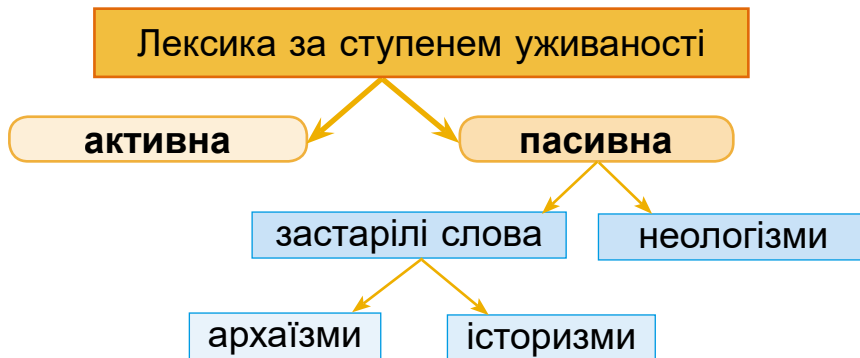 Лексика за ступенем уживаності
активна
пасивна
застарілі слова
неологізми
архаїзми
історизми